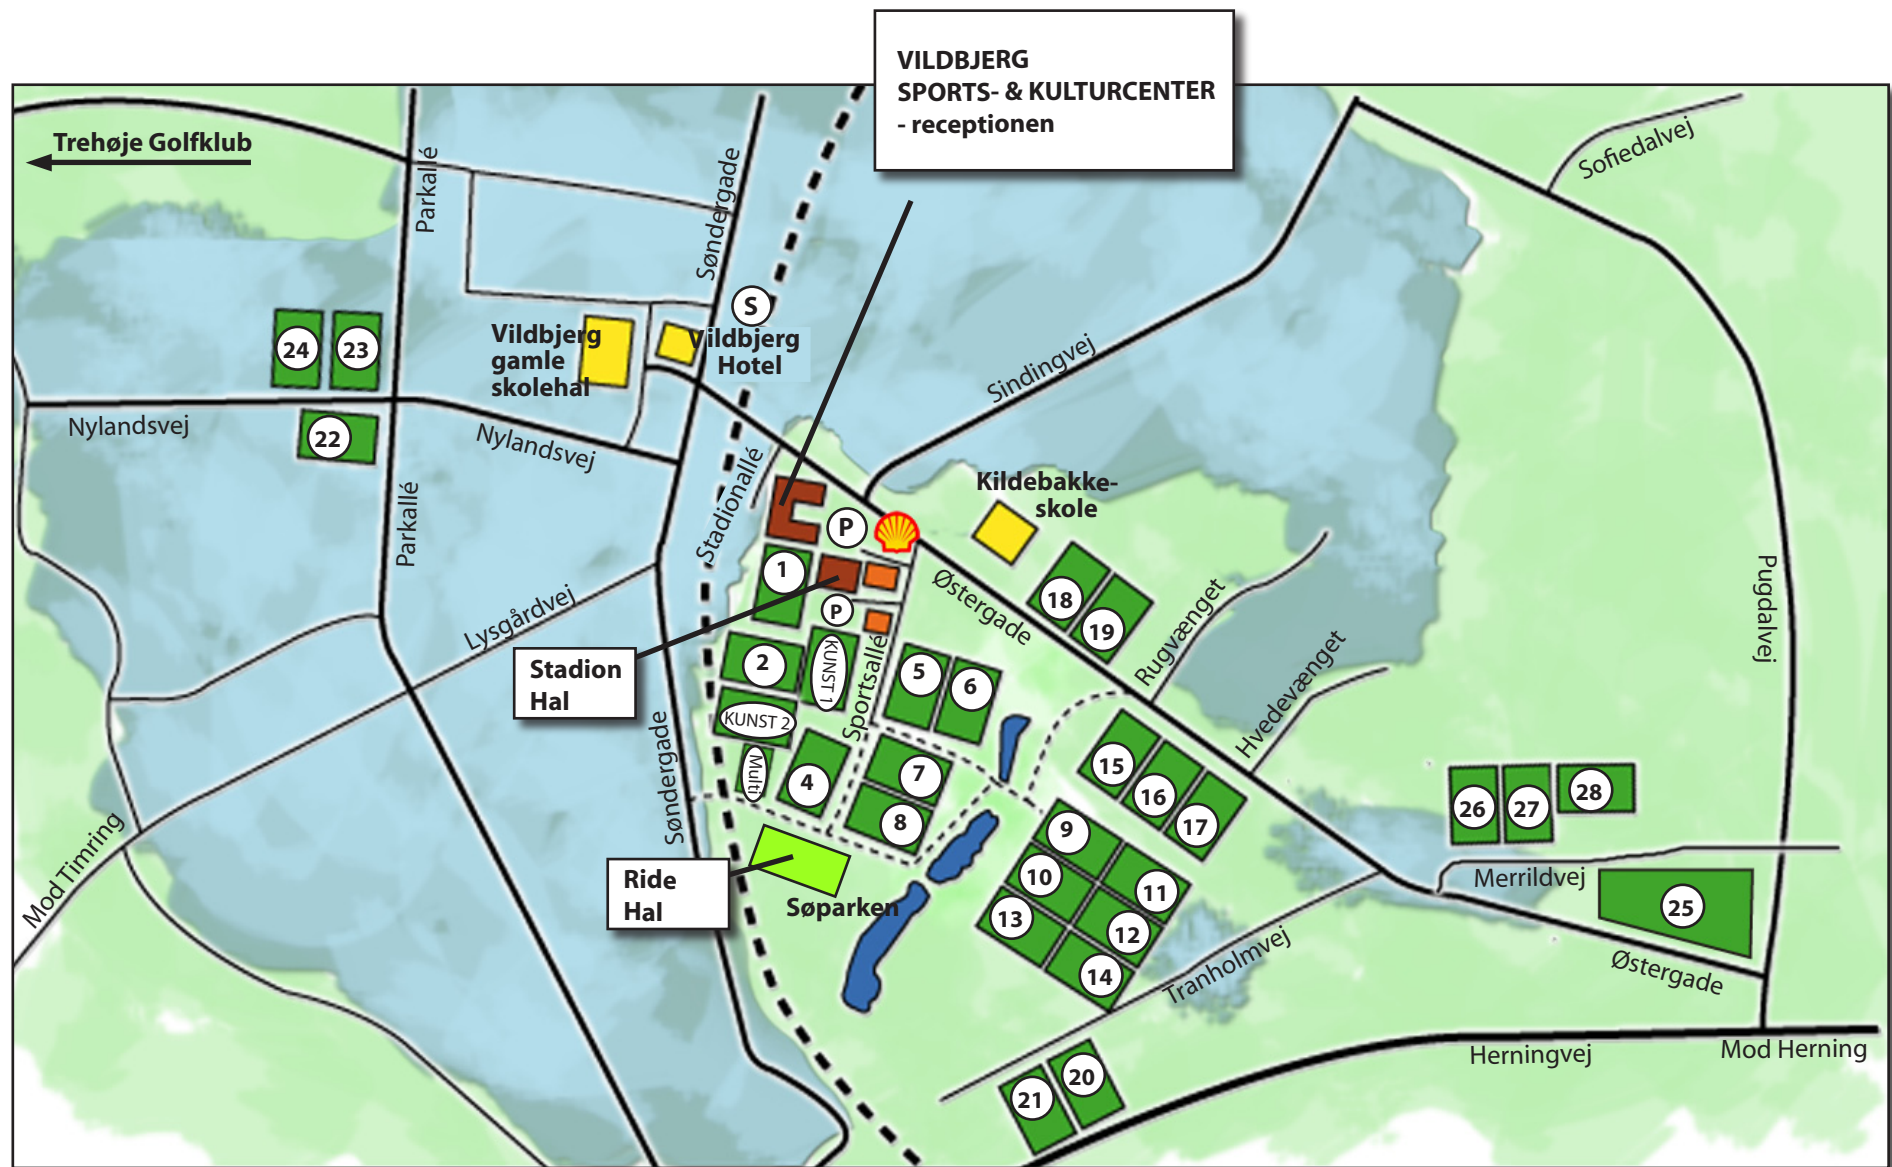 VILDBJERG
SPORTS- & KULTURCENTER
- receptionen
Trehøje Golfklub
Parkallé
Søndergade
Sofiedalvej
S
Vildbjerg
Hotel
Vildbjerg
gamle
skolehal
24
23
22
Nylandsvej
Nylandsvej
Sindingvej
Parkallé
Stadionallé
Kildebakke-
skole
P
1
P
Østergade
18
19
Rugvænget
Hvedevænget
Pugdalvej
Lysgårdvej
Stadion
Hal
2
KUNST 1
Sportsallé
5
6
KUNST 2
Multi
4
7
8
Søndergade
15
16
17
9
10
11
12
13
14
26
27
28
Merrildvej
25
Østergade
Mod Timring
Ride
Hal
Søparken
Tranholmvej
21
20
Herningvej
Mod Herning